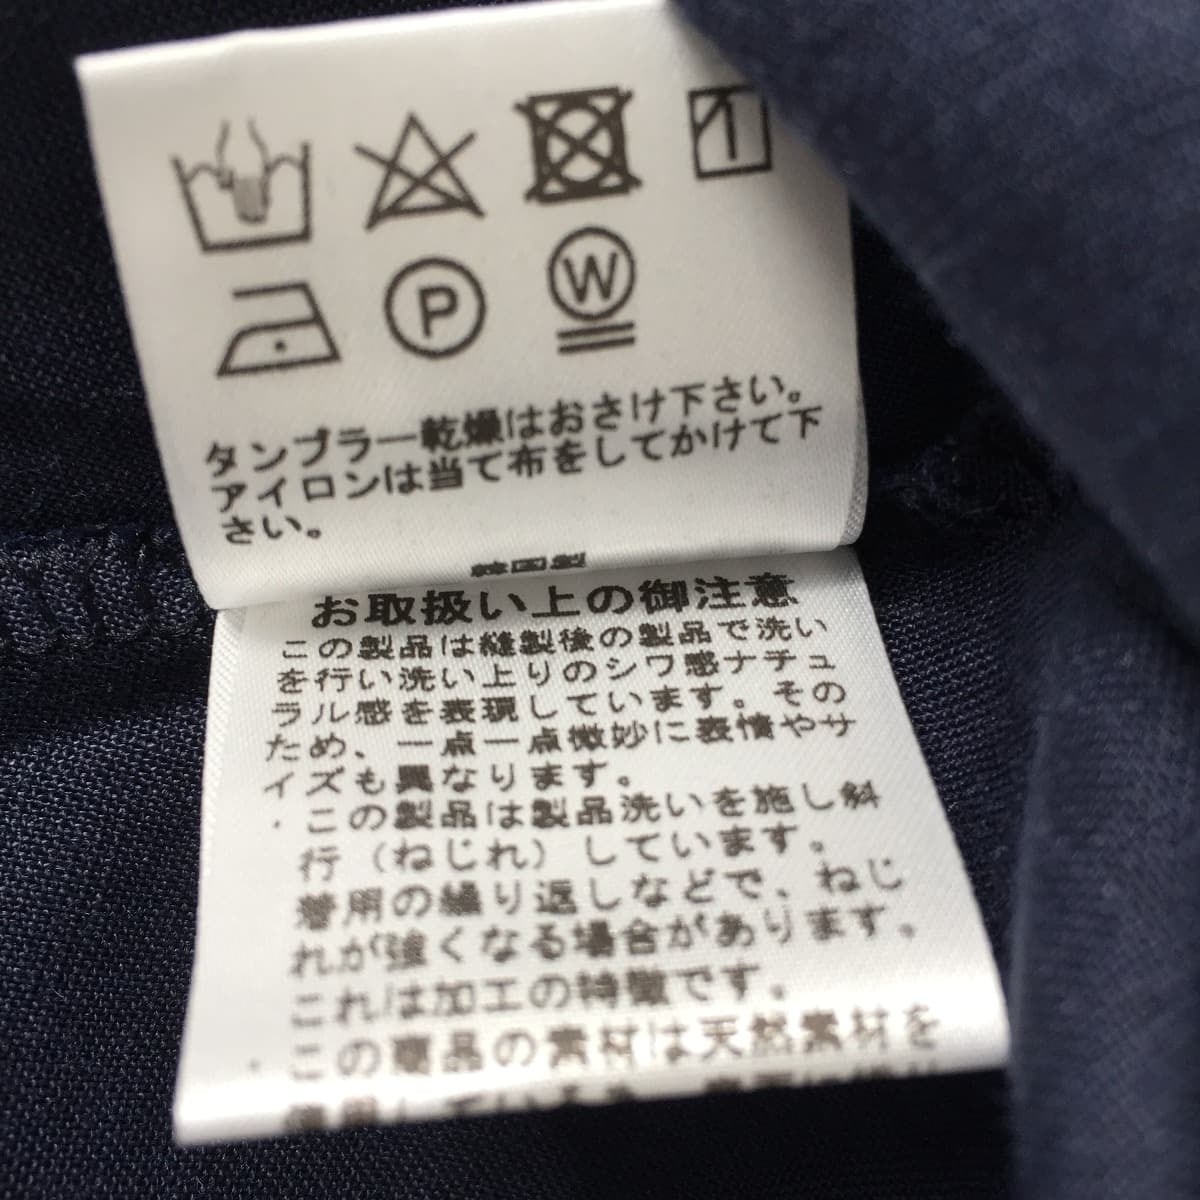 P
W
タンブラー乾燥はおさけ下さい。
アイロンは当て布をしてかけて下
さい。
お取扱い上の御注意
この製品は縫製後の製品で洗い
を行い洗い上りのシワ感ナチュ
ラル感を表現しています。その
ため、一点一点微妙に表情やサ
イズも異なります。
・この製品は製品洗いを施し斜
行（ねじれ）しています。
着用の繰り返しなどで、ねじ
れが強くなる場合があります。
これは加工の特徴です。
・この商品の素材は天然素材を